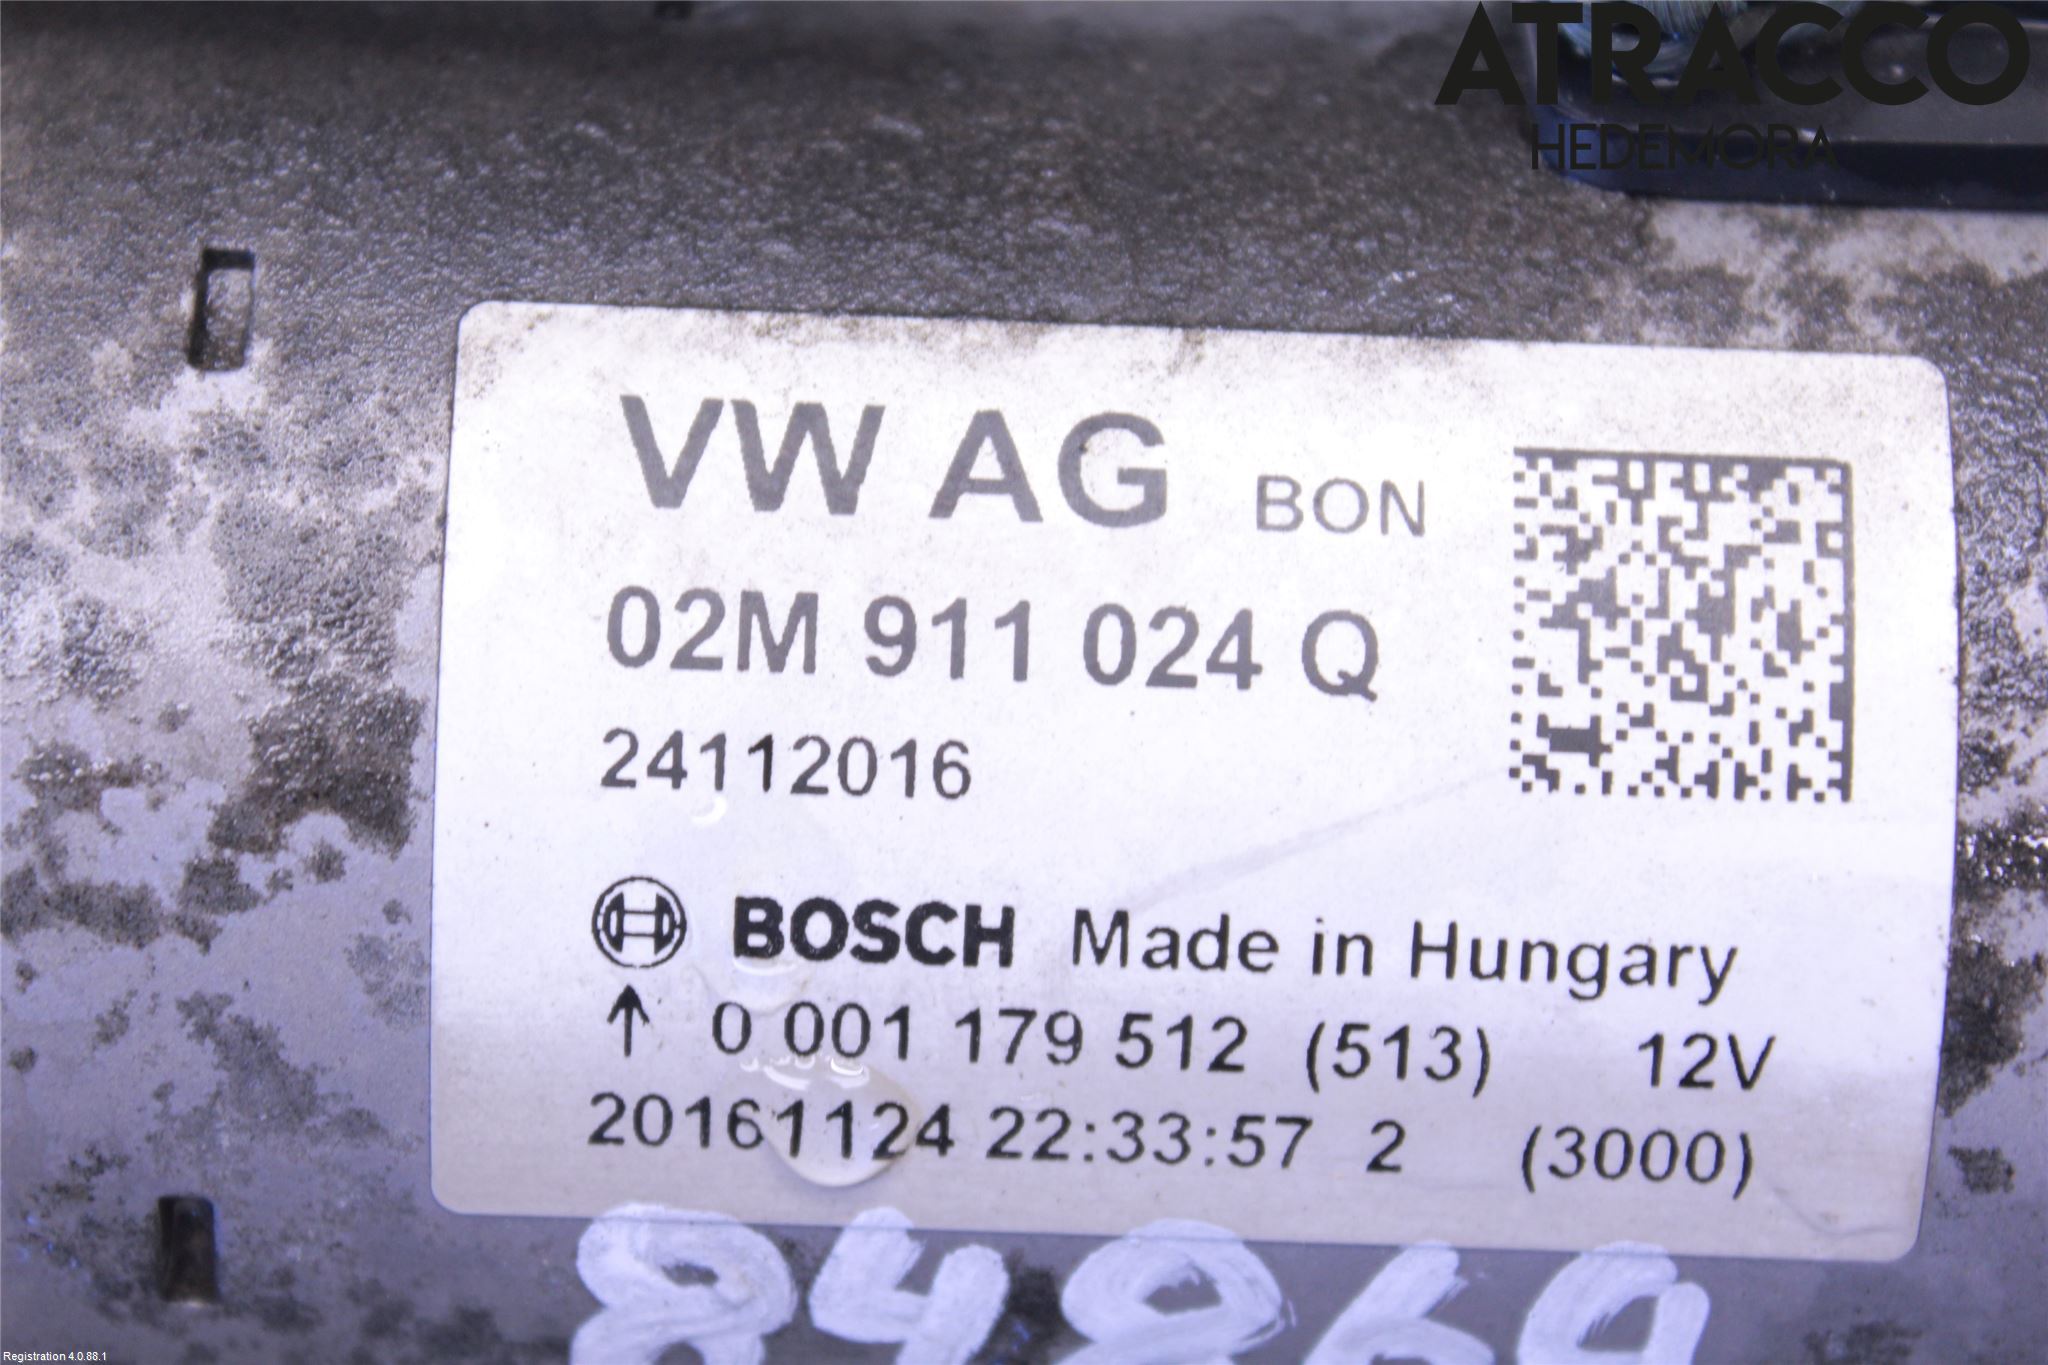 ATRACCO
HEDEMORA
VW AG BON
02M 911 024 Q
24112016
BOSCH Made in Hungary
↑ 0 001 179 512 (513) 12V
20161124 22:33:57 2 (3000)
84869
Registration 4.0.88.1